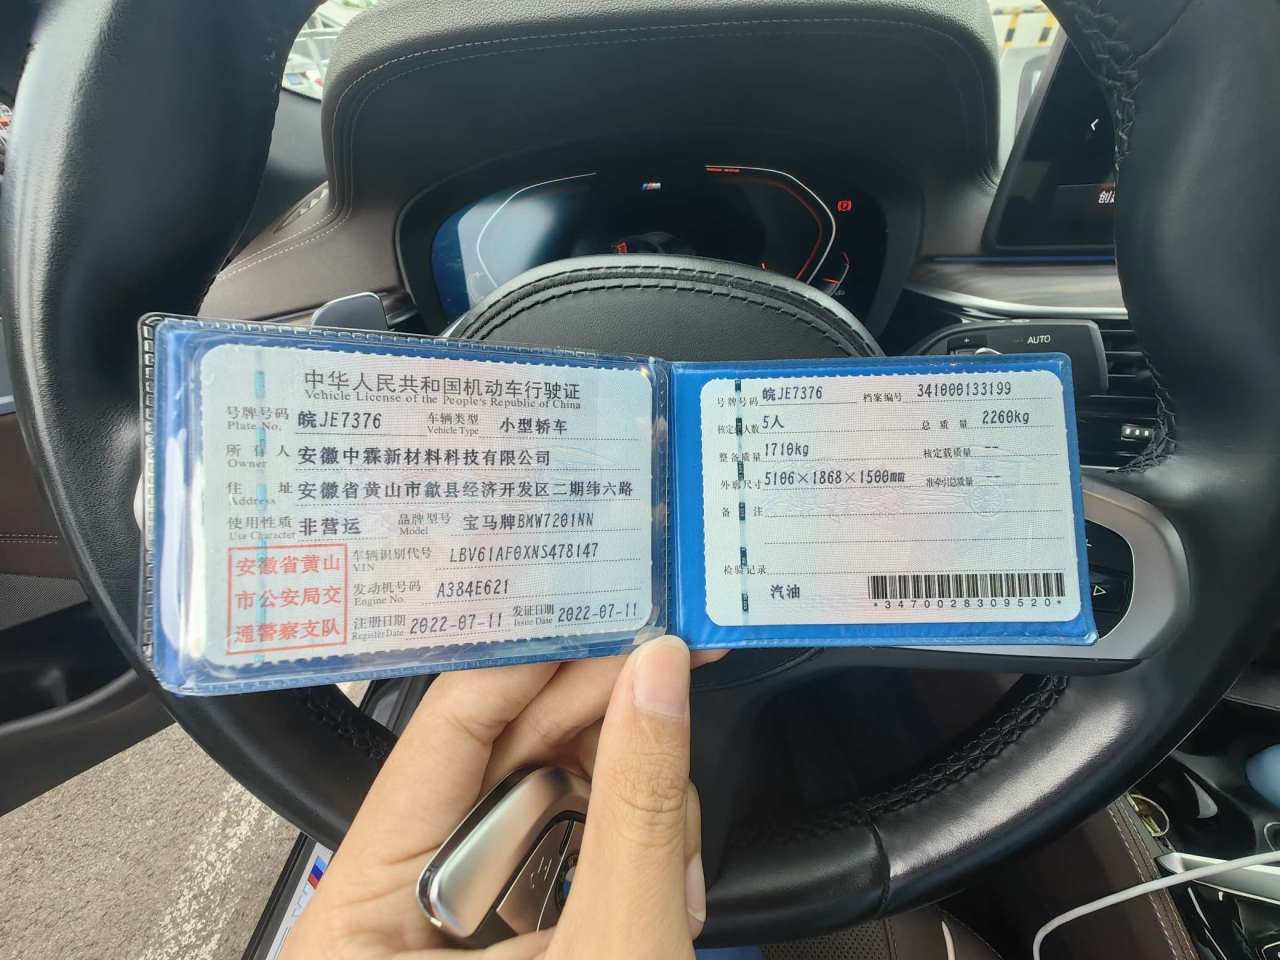 中华人民共和国机动车行驶证
Vehicle License of the People's Republic of China
号牌号码 皖JE7376 车辆类型 小型轿车
Plate No. Vehicle Type
所有人 安徽中霖新材料科技有限公司
Owner
住址 安徽省黄山市歙县经济开发区二期纬六路
Address
使用性质 非营运 品牌型号 宝马牌BMW7201NN
Use Character Model
安徽省黄山
市公安局交
通警察支队
车辆识别代号 LBV61AF0XNS478147
VIN
发动机号码 A384E621
Engine No.
注册日期 2022-07-11 发证日期 2022-07-11
Register Date Issue Date
号牌号码 皖JE7376 档案编号 341000133199
核定人数 5人 总质量 2260kg
整备质量 1710kg 核定载质量 --
外廓尺寸 5106×1868×1500mm 准牵引总质量 --
备注
检验记录
汽油
*3470028309520*
AUTO